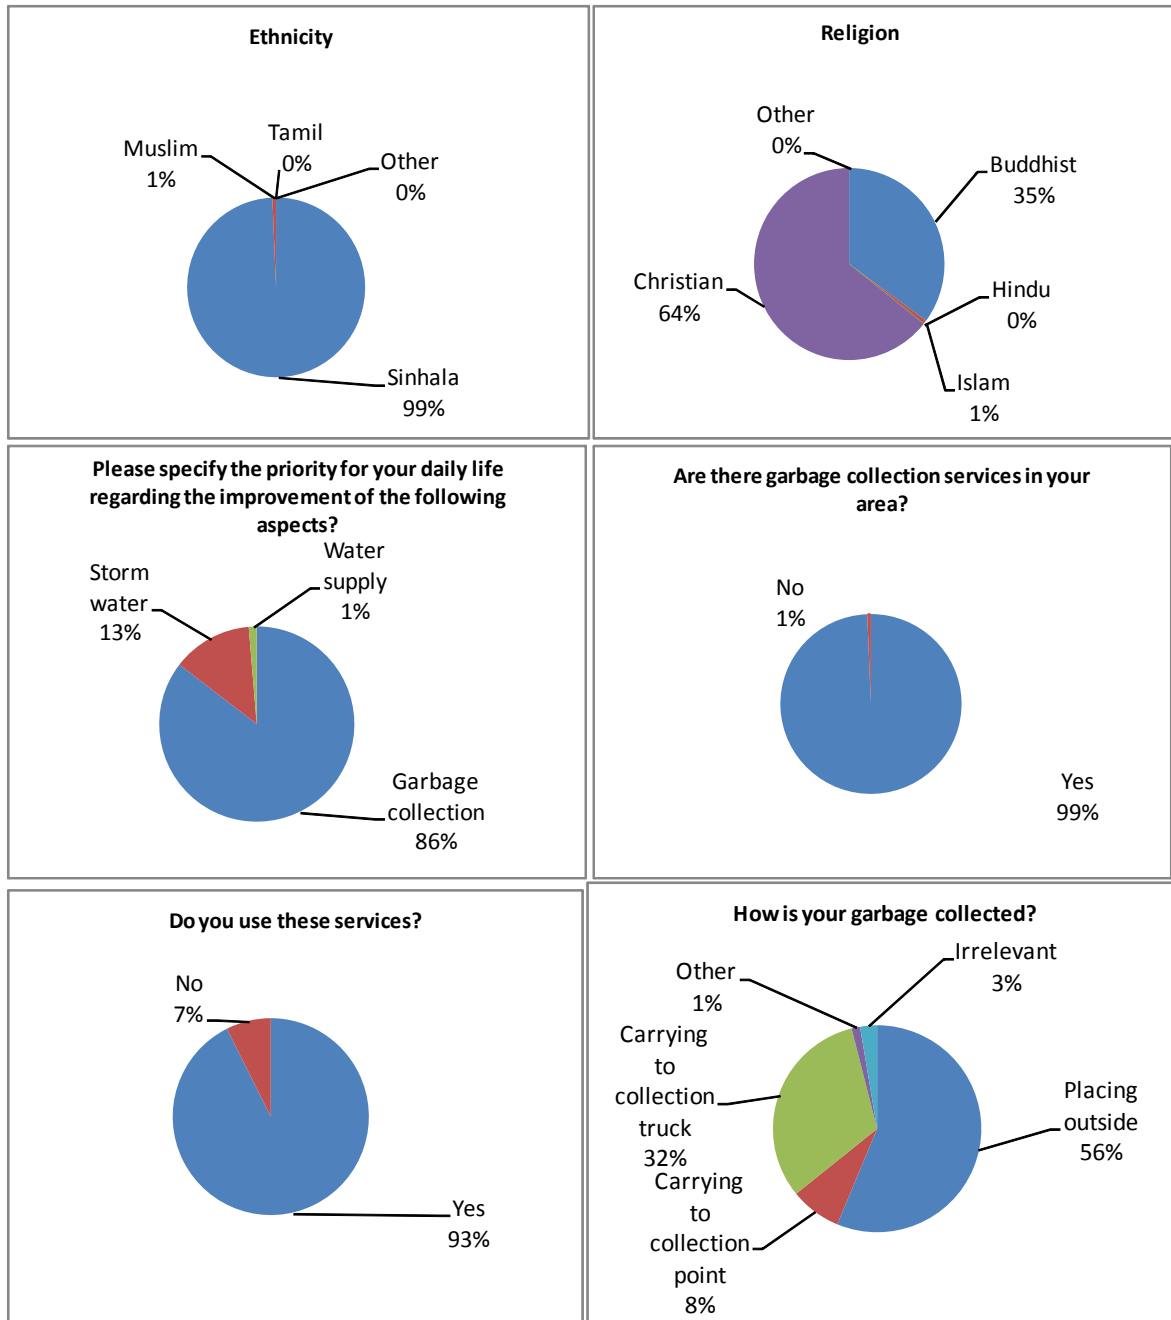 Ethnicity
Muslim
1%
Tamil
0%
Other
0%
Sinhala
99%
Religion
Other
0%
Buddhist
35%
Christian
64%
Hindu
0%
Islam
1%
Please specify the priority for your daily life
regarding the improvement of the following
aspects?
Storm
water
13%
Water
supply
1%
Garbage
collection
86%
Are there garbage collection services in your
area?
No
1%
Yes
99%
Do you use these services?
No
7%
Yes
93%
How is your garbage collected?
Other
1%
Irrelevant
3%
Carrying
to
collection
truck
32%
Placing
outside
56%
Carrying
to
collection
point
8%